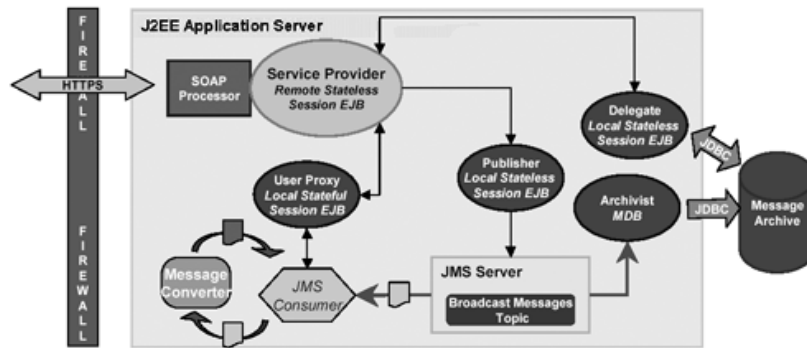 FIREWALL
FIREWALL
HTTPS
J2EE Application Server
SOAP
Processor
Service Provider
Remote Stateless
Session EJB
Delegate
Local Stateless
Session EJB
JDBC
User Proxy
Local Stateful
Session EJB
Publisher
Local Stateless
Session EJB
Archivist
MDB
JDBC
Message
Archive
Message
Converter
JMS
Consumer
JMS Server
Broadcast Messages
Topic